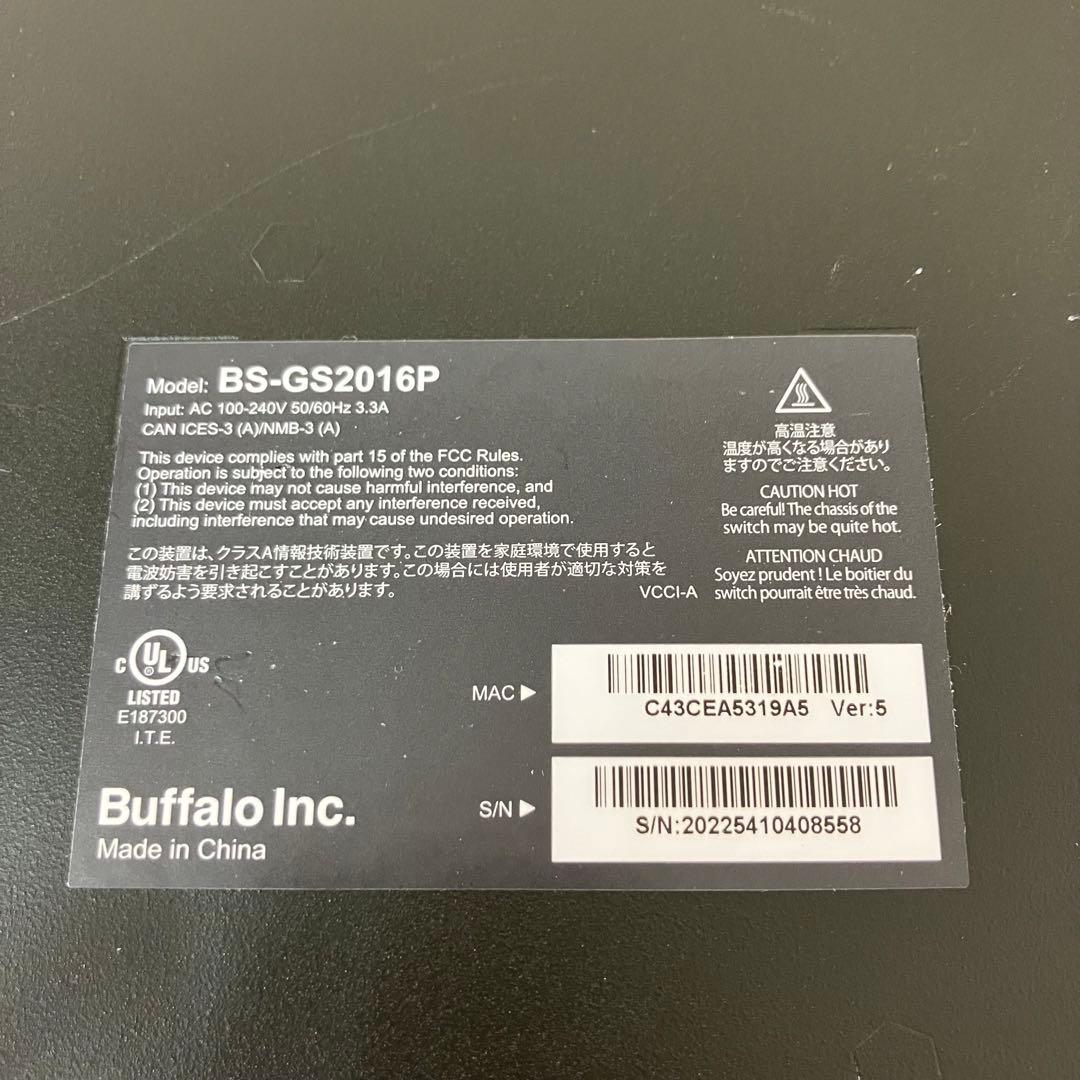 Model: BS-GS2016P
Input: AC 100-240V 50/60Hz 3.3A
CAN ICES-3 (A)/NMB-3 (A)
This device complies with part 15 of the FCC Rules.
Operation is subject to the following two conditions:
(1) This device may not cause harmful interference, and
(2) This device must accept any interference received,
including interference that may cause undesired operation.
この装置は、クラスA情報技術装置です。この装置を家庭環境で使用すると
電波妨害を引き起こすことがあります。この場合には使用者が適切な対策を
講ずるよう要求されることがあります。 VCCI-A
高温注意
温度が高くなる場合があり
ますのでご注意ください。
CAUTION HOT
Be careful! The chassis of the
switch may be quite hot.
ATTENTION CHAUD
Soyez prudent ! Le boitier du
switch pourrait être très chaud.
C UL US
®
LISTED
E187300
I.T.E.
MAC ▶
C43CEA5319A5 Ver:5
Buffalo Inc.
Made in China
S/N ▶
S/N:20225410408558